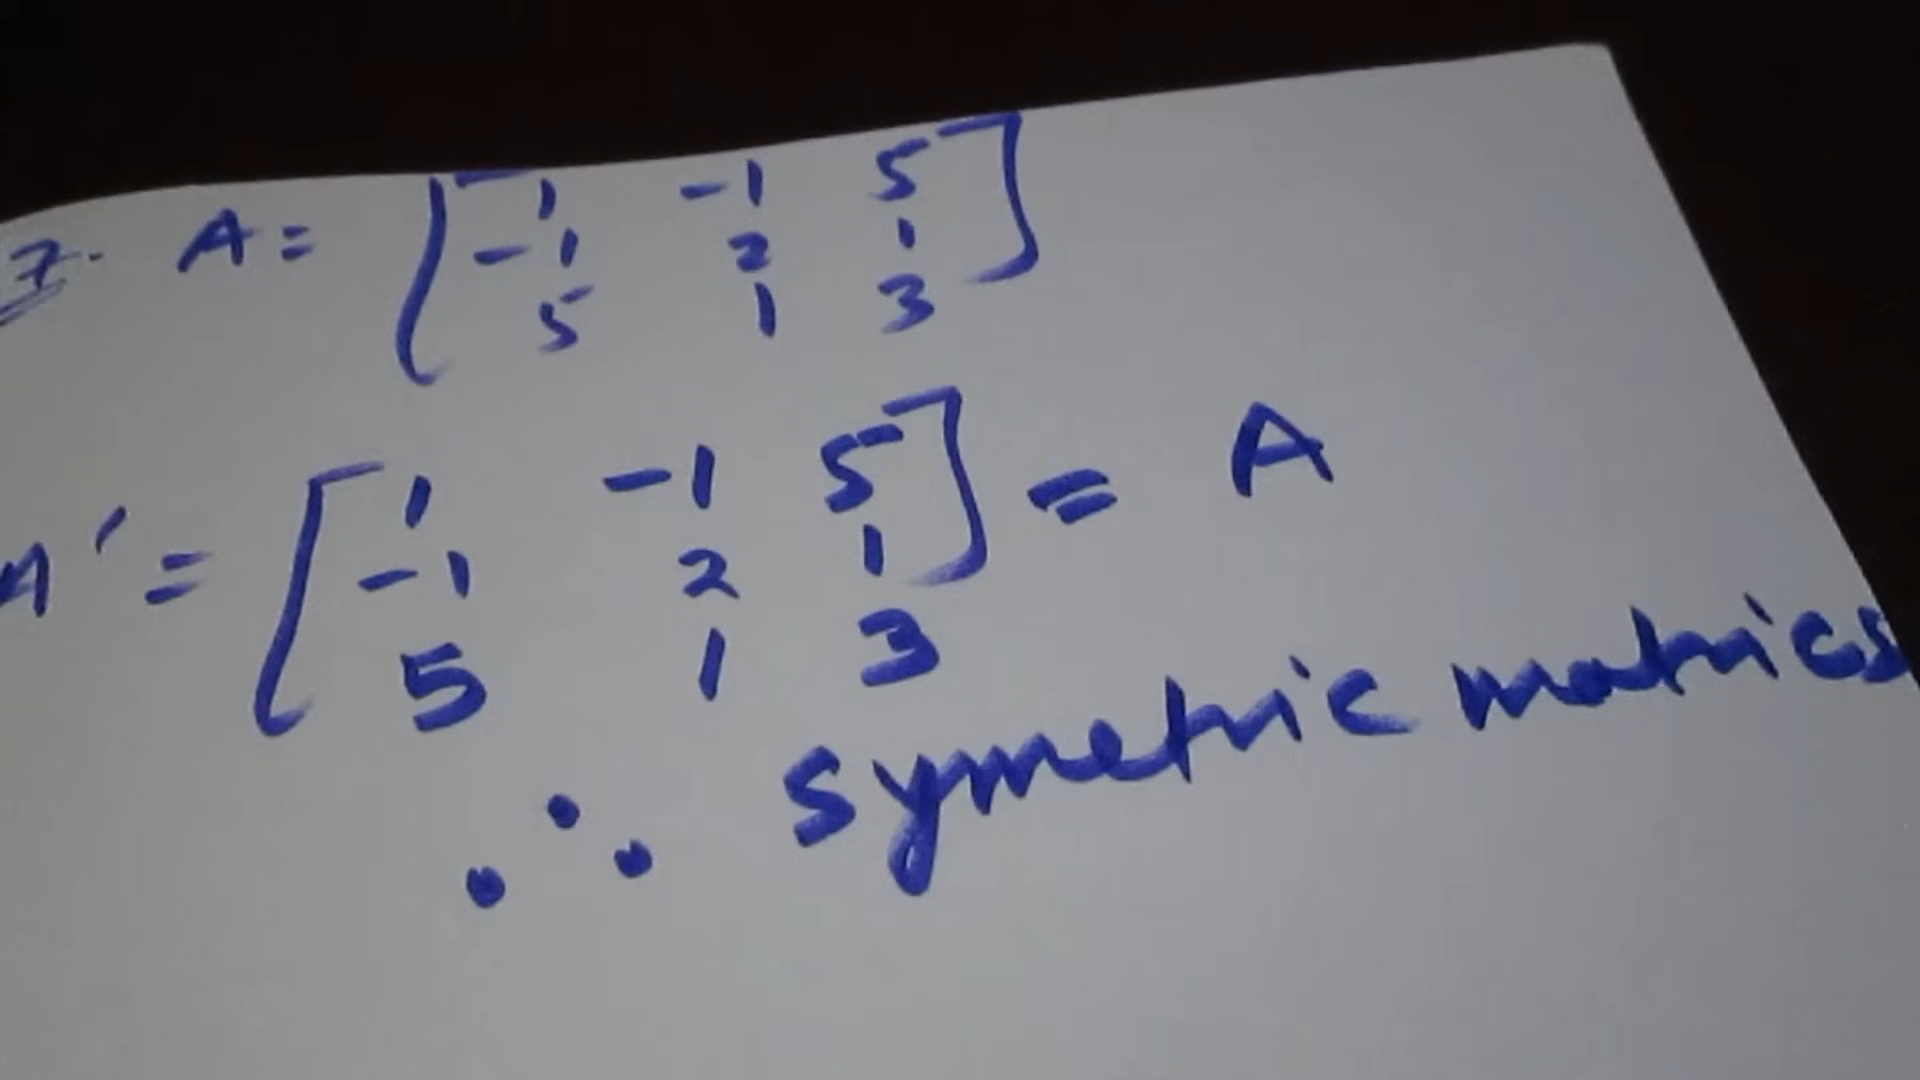 7. A = [ 1 -1 5
-1 2 1
5 1 3 ]
A' = [ 1 -1 5
-1 2 1
5 1 3 ] = A
∴ symetric matrics